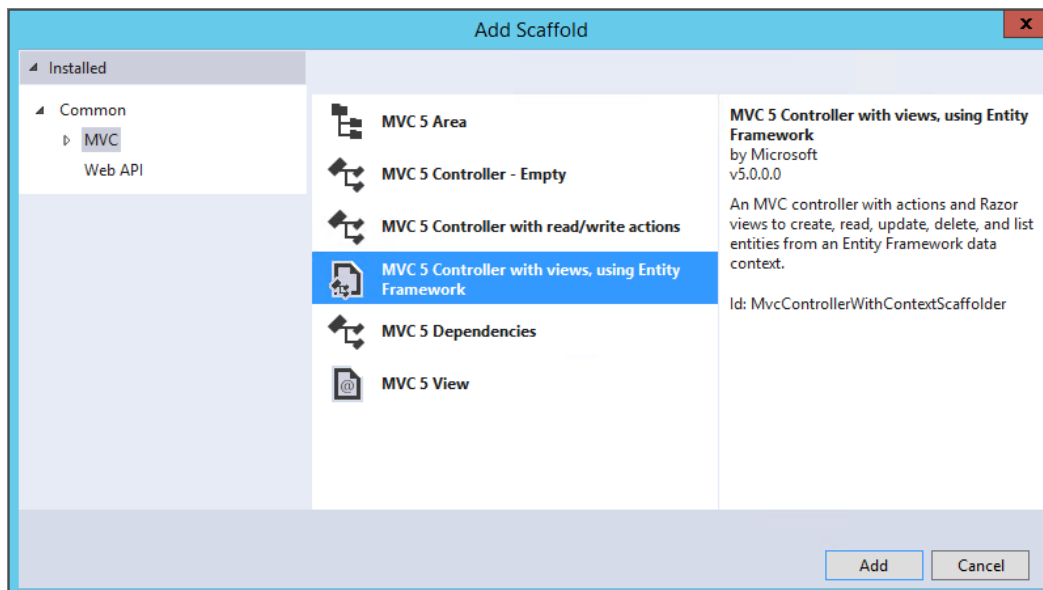 Add Scaffold
x
Installed
Common
MVC
Web API
MVC 5 Area
MVC 5 Controller - Empty
MVC 5 Controller with read/write actions
MVC 5 Controller with views, using Entity
Framework
MVC 5 Dependencies
@
MVC 5 View
MVC 5 Controller with views, using Entity
Framework
by Microsoft
v5.0.0.0
An MVC controller with actions and Razor
views to create, read, update, delete, and list
entities from an Entity Framework data
context.
Id: MvcControllerWithContextScaffolder
Add
Cancel